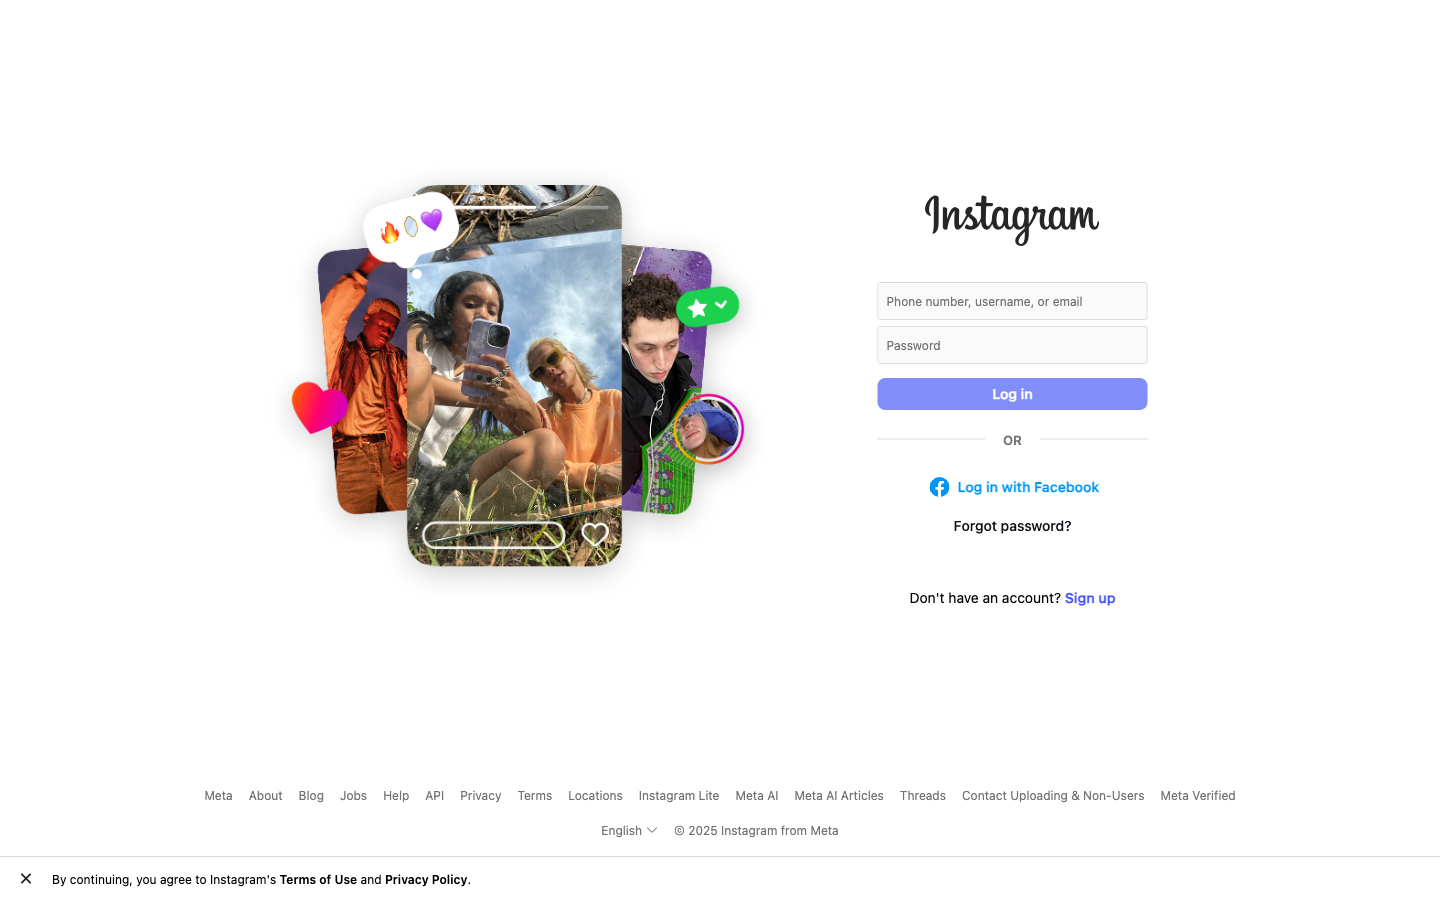 Instagram
Phone number, username, or email
Password
Log in
OR
Log in with Facebook
Forgot password?
Don't have an account? Sign up
Meta About Blog Jobs Help API Privacy Terms Locations Instagram Lite Meta AI Meta AI Articles Threads Contact Uploading & Non-Users Meta Verified
English © 2025 Instagram from Meta
By continuing, you agree to Instagram's Terms of Use and Privacy Policy.